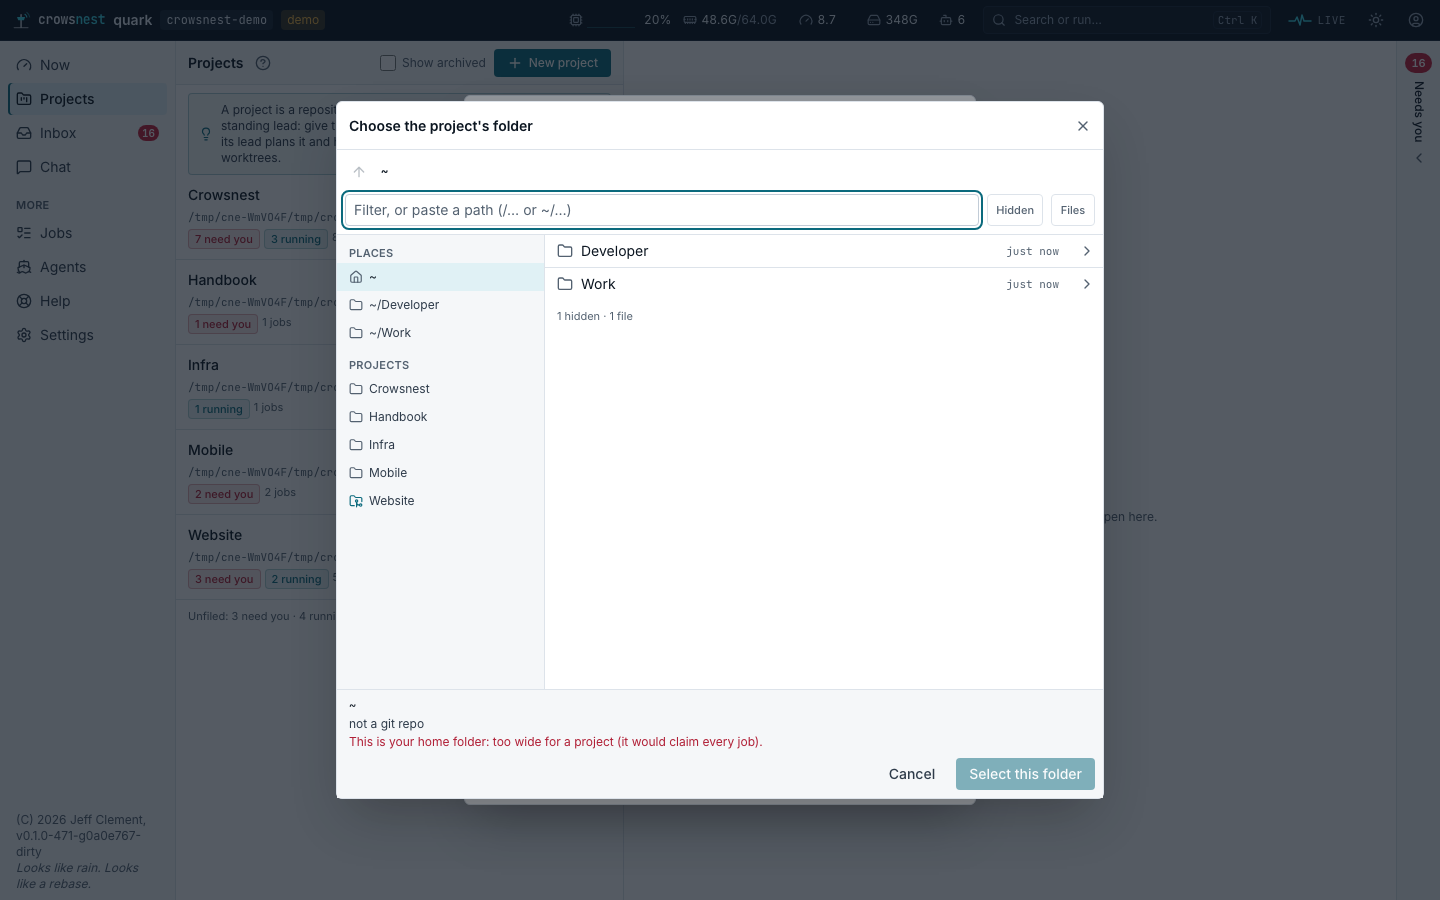 crowsnest quark crowsnest-demo demo 20% 48.6G/64.0G 8.7 348G 6 Search or run... Ctrl K LIVE
Now
Projects
Inbox 16
Chat
MORE
Jobs
Agents
Help
Settings
(C) 2026 Jeff Clement,
v0.1.0-471-g0a0e767-
dirty
Looks like rain. Looks
like a rebase.
Projects Show archived New project
A project is a reposit
standing lead: give t
its lead plans it and
worktrees.
Crowsnest
/tmp/cne-WmVO4F/tmp/cr
7 need you 3 running
Handbook
/tmp/cne-WmVO4F/tmp/cr
1 need you 1 jobs
Infra
/tmp/cne-WmVO4F/tmp/cr
1 running 1 jobs
Mobile
/tmp/cne-WmVO4F/tmp/cr
2 need you 2 jobs
Website
/tmp/cne-WmVO4F/tmp/cr
3 need you 2 running
Unfiled: 3 need you · 4 runni
Choose the project's folder
~
Filter, or paste a path (/... or ~/...) Hidden Files
PLACES
~
~/Developer
~/Work
PROJECTS
Crowsnest
Handbook
Infra
Mobile
Website
Developer just now
Work just now
1 hidden · 1 file
~
not a git repo
This is your home folder: too wide for a project (it would claim every job).
Cancel Select this folder
pen here.
16
Needs you